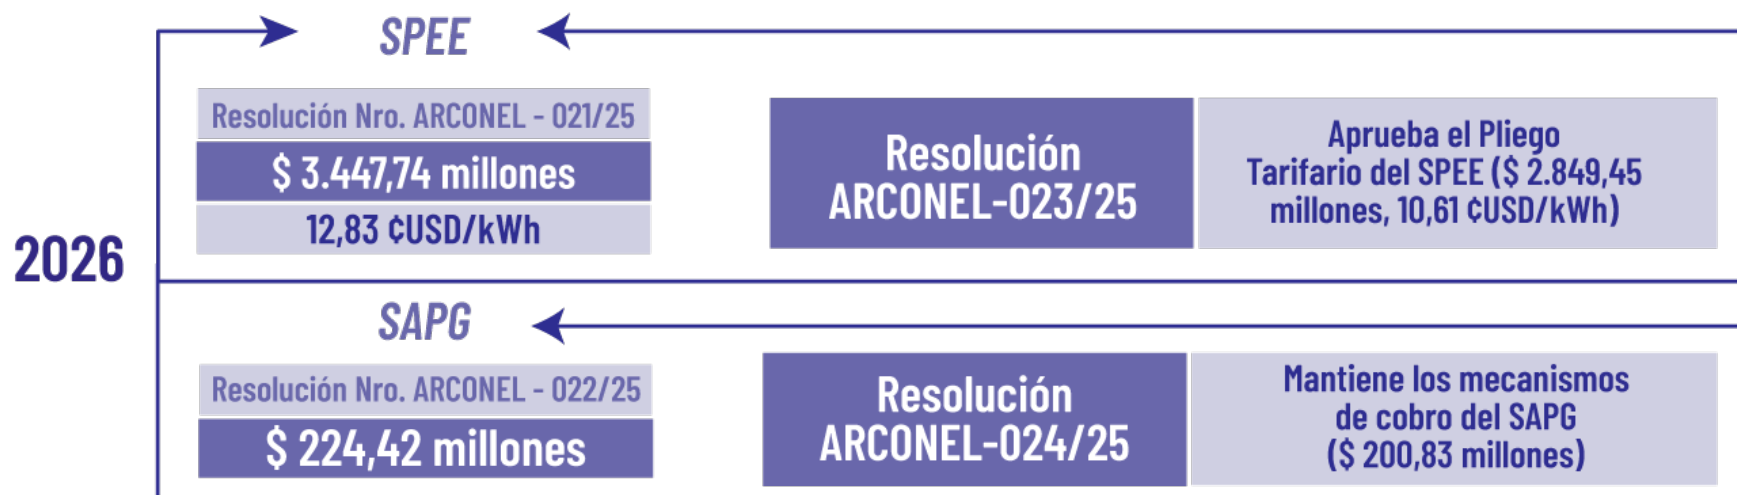 2026
SPEE
Resolución Nro. ARCONEL - 021/25
$ 3.447,74 millones
12,83 ¢USD/kWh
Resolución
ARCONEL-023/25
Aprueba el Pliego
Tarifario del SPEE ($ 2.849,45
millones, 10,61 ¢USD/kWh)
SAPG
Resolución Nro. ARCONEL - 022/25
$ 224,42 millones
Resolución
ARCONEL-024/25
Mantiene los mecanismos
de cobro del SAPG
($ 200,83 millones)